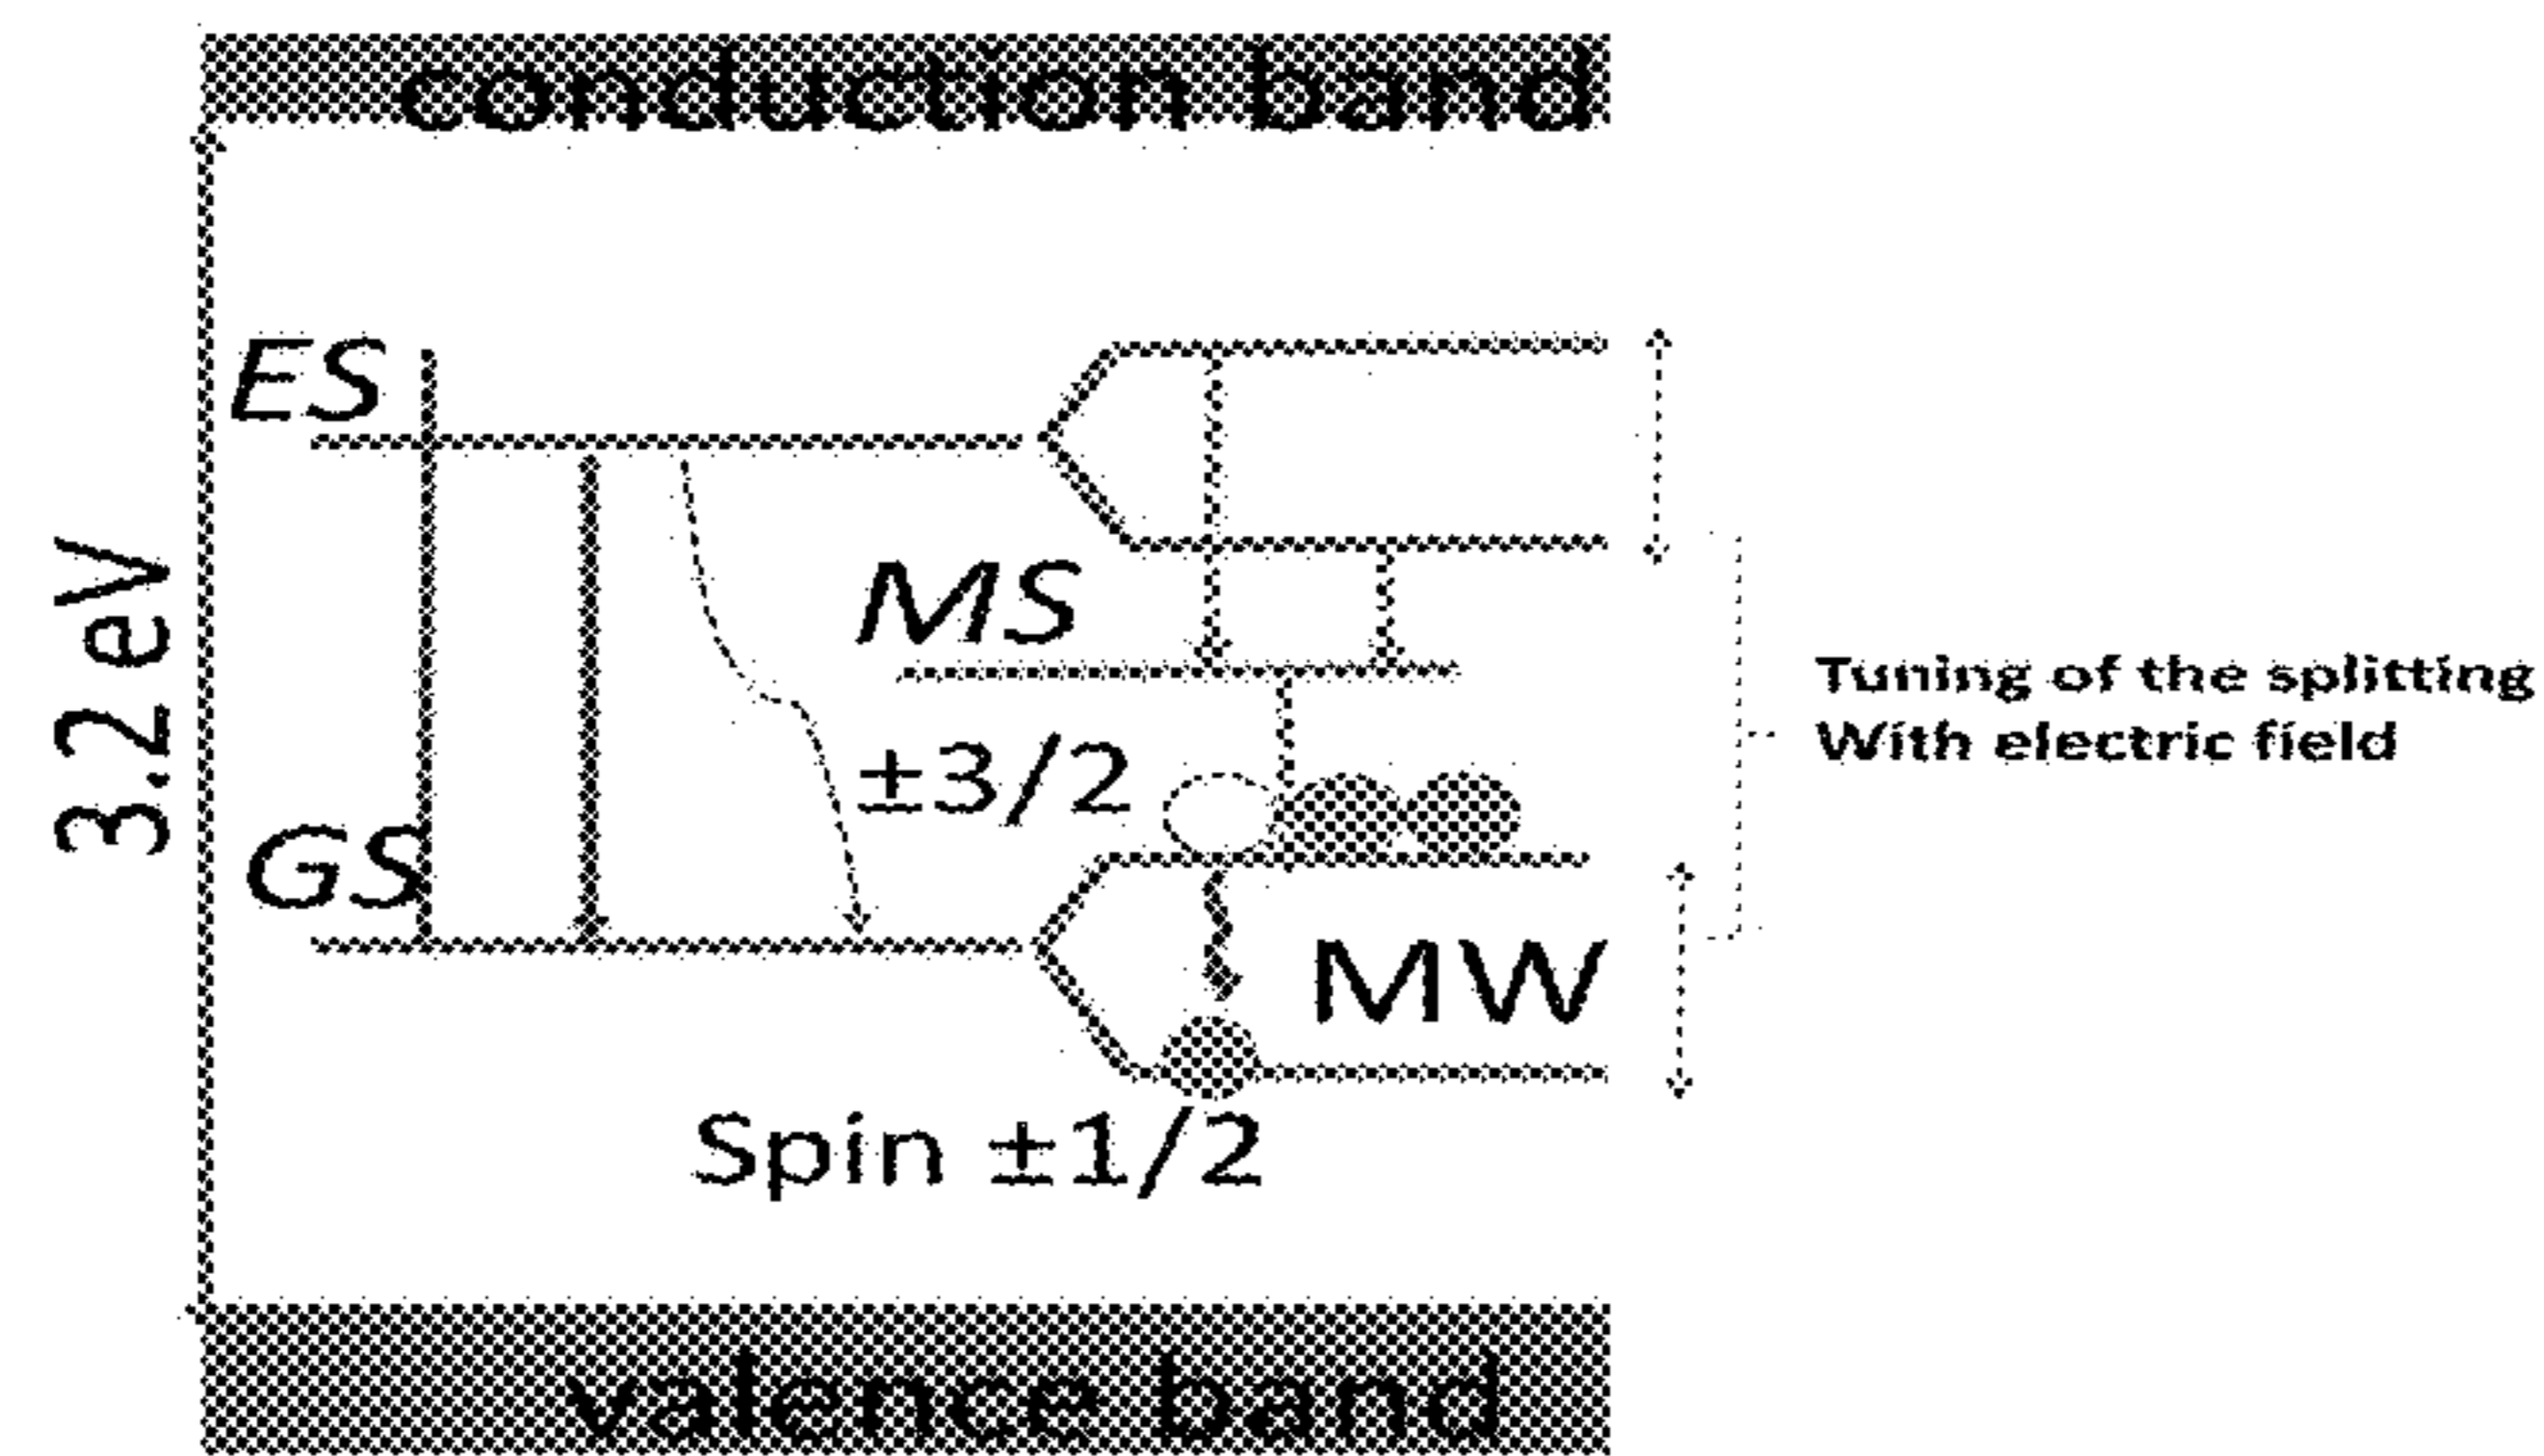 conduction band
ES
3.2 eV
MS
Tuning of the splitting
With electric field
±3/2
GS
MW
Spin ±1/2
valence band